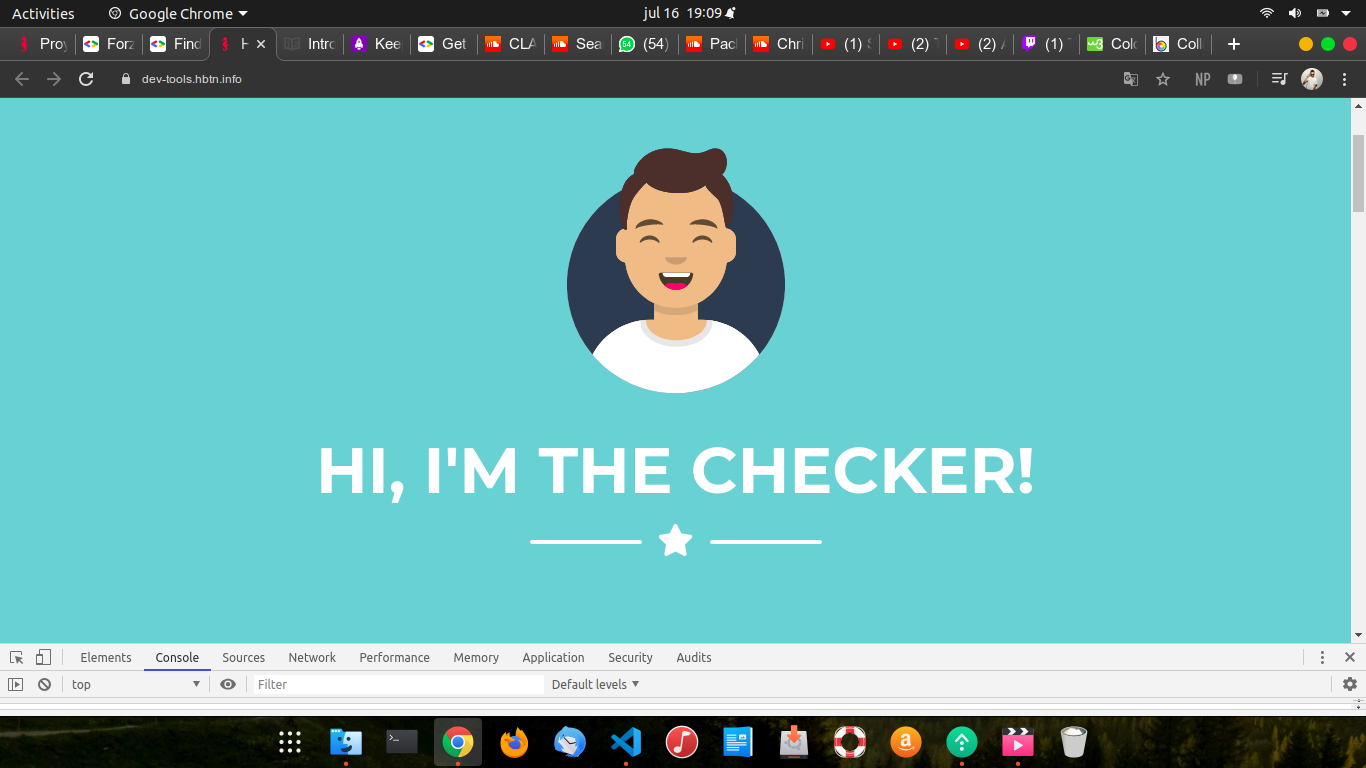 Activities Google Chrome jul 16 19:09
Proy Forz Find H Intro Kee Get CLA Sea (54) Pac Chri (1) (2) (2) (1) Colo Coll
dev-tools.hbtn.info NP
HI, I'M THE CHECKER!
Elements Console Sources Network Performance Memory Application Security Audits
top Filter Default levels